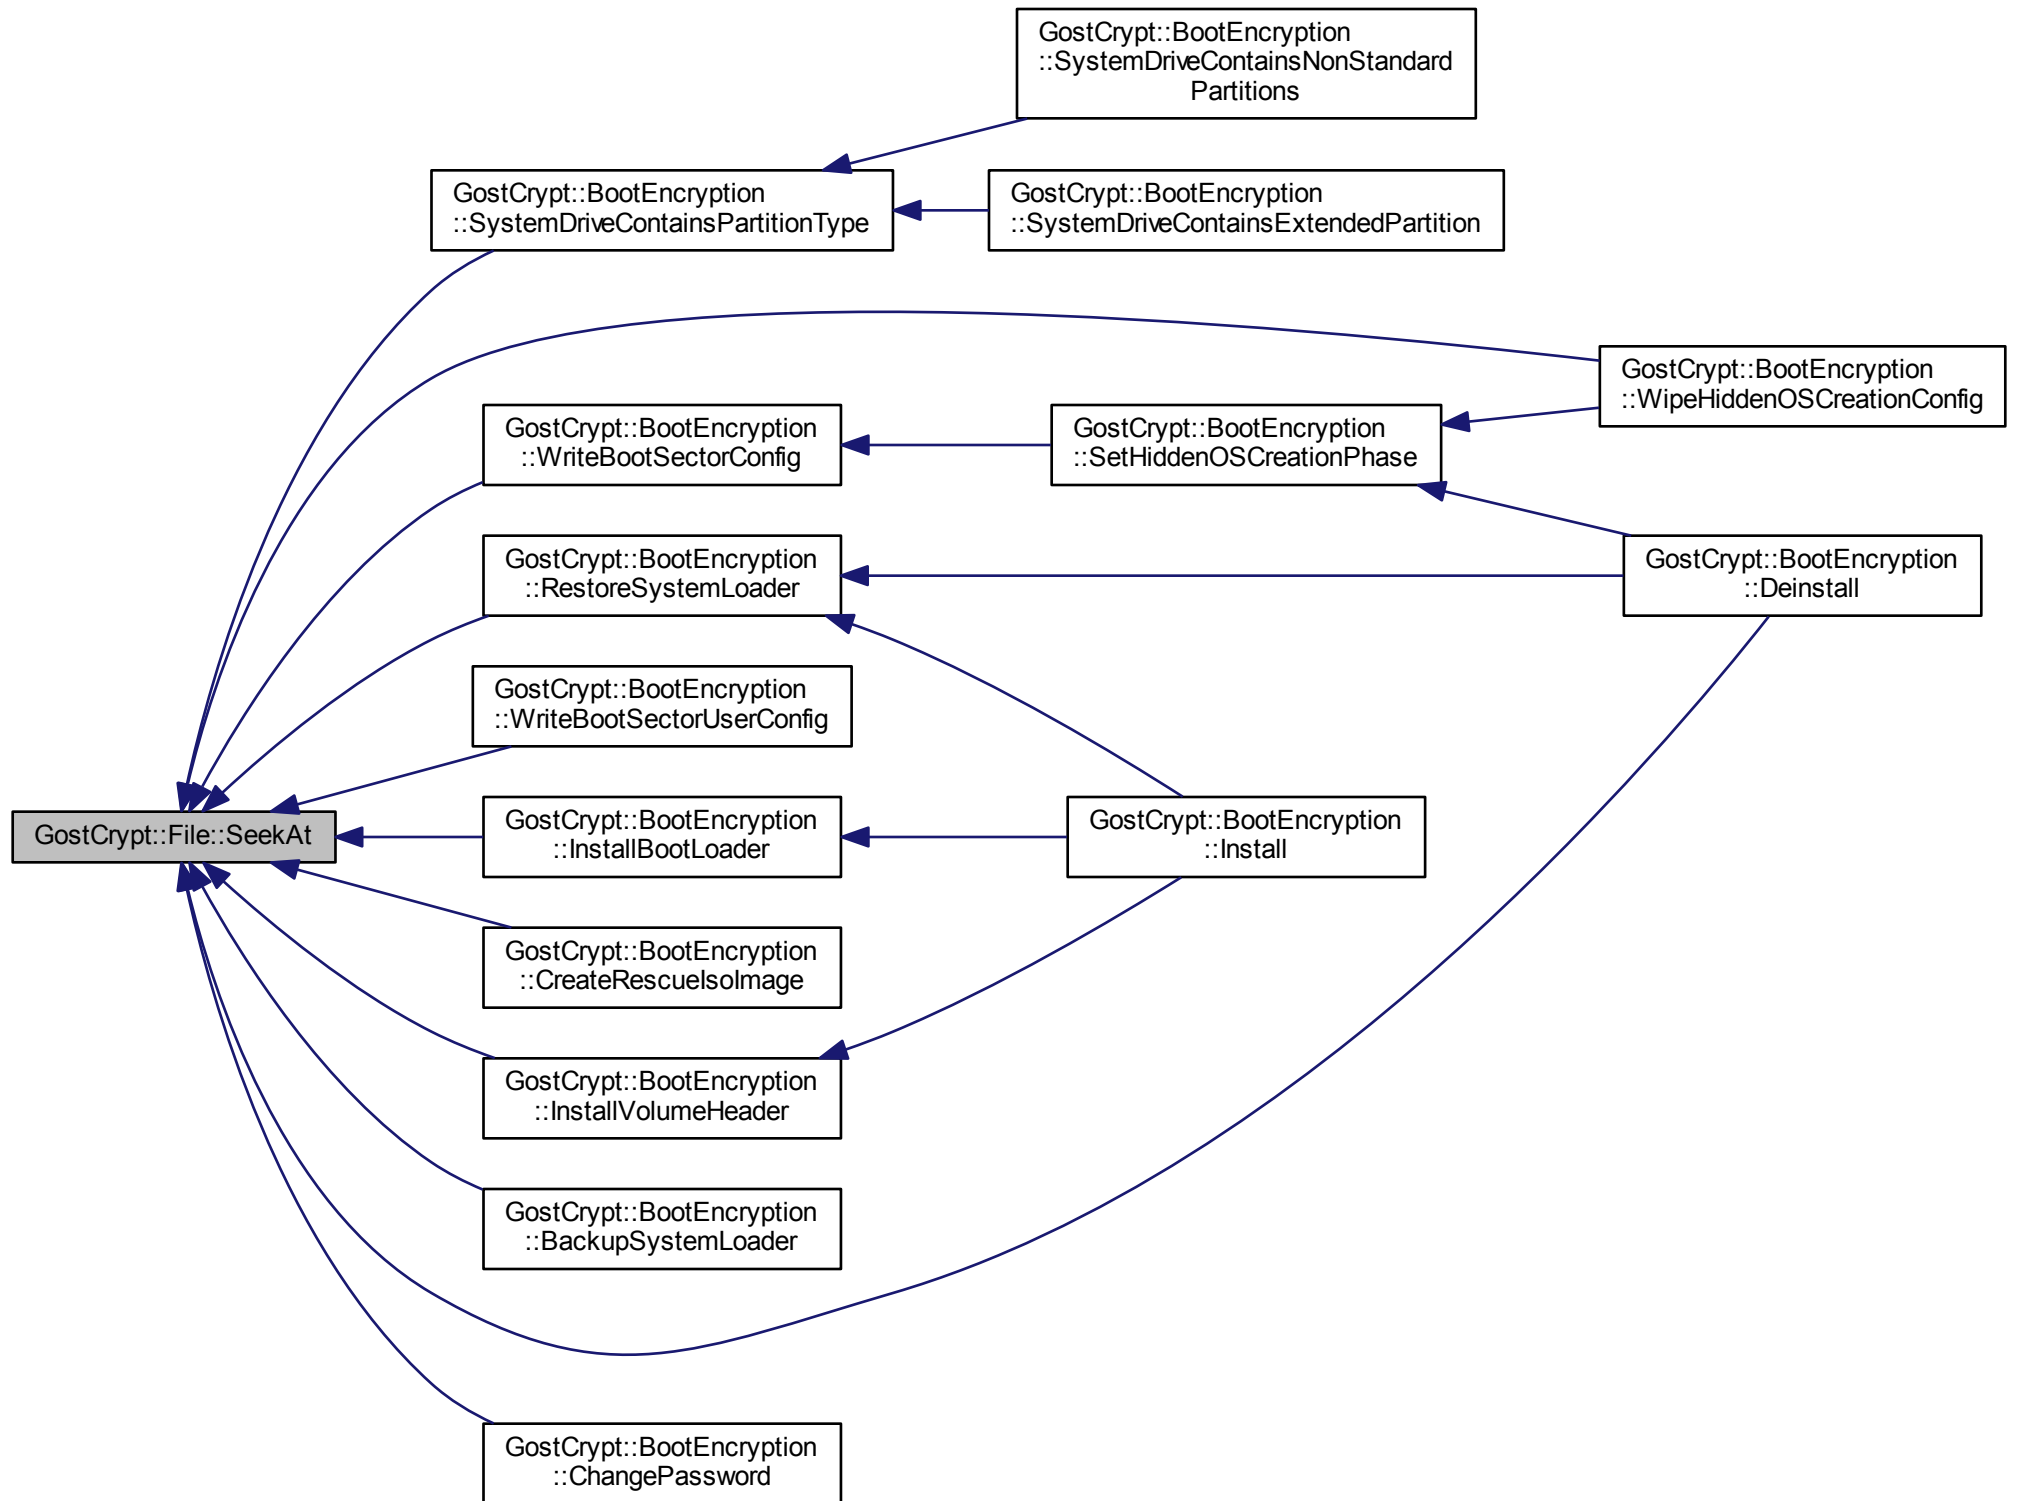 GostCrypt::BootEncryption
::SystemDriveContainsNonStandard
Partitions
GostCrypt::BootEncryption
::SystemDriveContainsPartitionType
GostCrypt::BootEncryption
::SystemDriveContainsExtendedPartition
GostCrypt::BootEncryption
::WipeHiddenOSCreationConfig
GostCrypt::BootEncryption
::WriteBootSectorConfig
GostCrypt::BootEncryption
::SetHiddenOSCreationPhase
GostCrypt::BootEncryption
::RestoreSystemLoader
GostCrypt::BootEncryption
::Deinstall
GostCrypt::BootEncryption
::WriteBootSectorUserConfig
GostCrypt::File::SeekAt
GostCrypt::BootEncryption
::InstallBootLoader
GostCrypt::BootEncryption
::Install
GostCrypt::BootEncryption
::CreateRescueIsoImage
GostCrypt::BootEncryption
::InstallVolumeHeader
GostCrypt::BootEncryption
::BackupSystemLoader
GostCrypt::BootEncryption
::ChangePassword